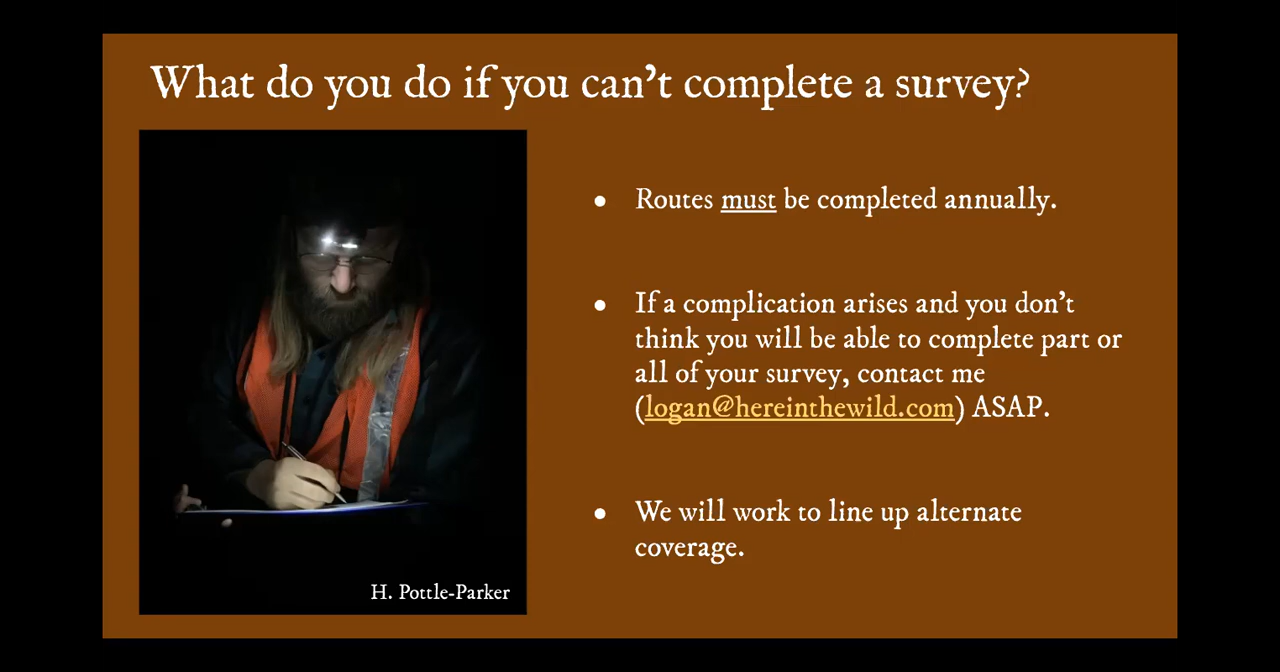 What do you do if you can't complete a survey?
● Routes must be completed annually.
● If a complication arises and you don't
think you will be able to complete part or
all of your survey, contact me
(logan@hereinthewild.com) ASAP.
● We will work to line up alternate
coverage.
H. Pottle-Parker